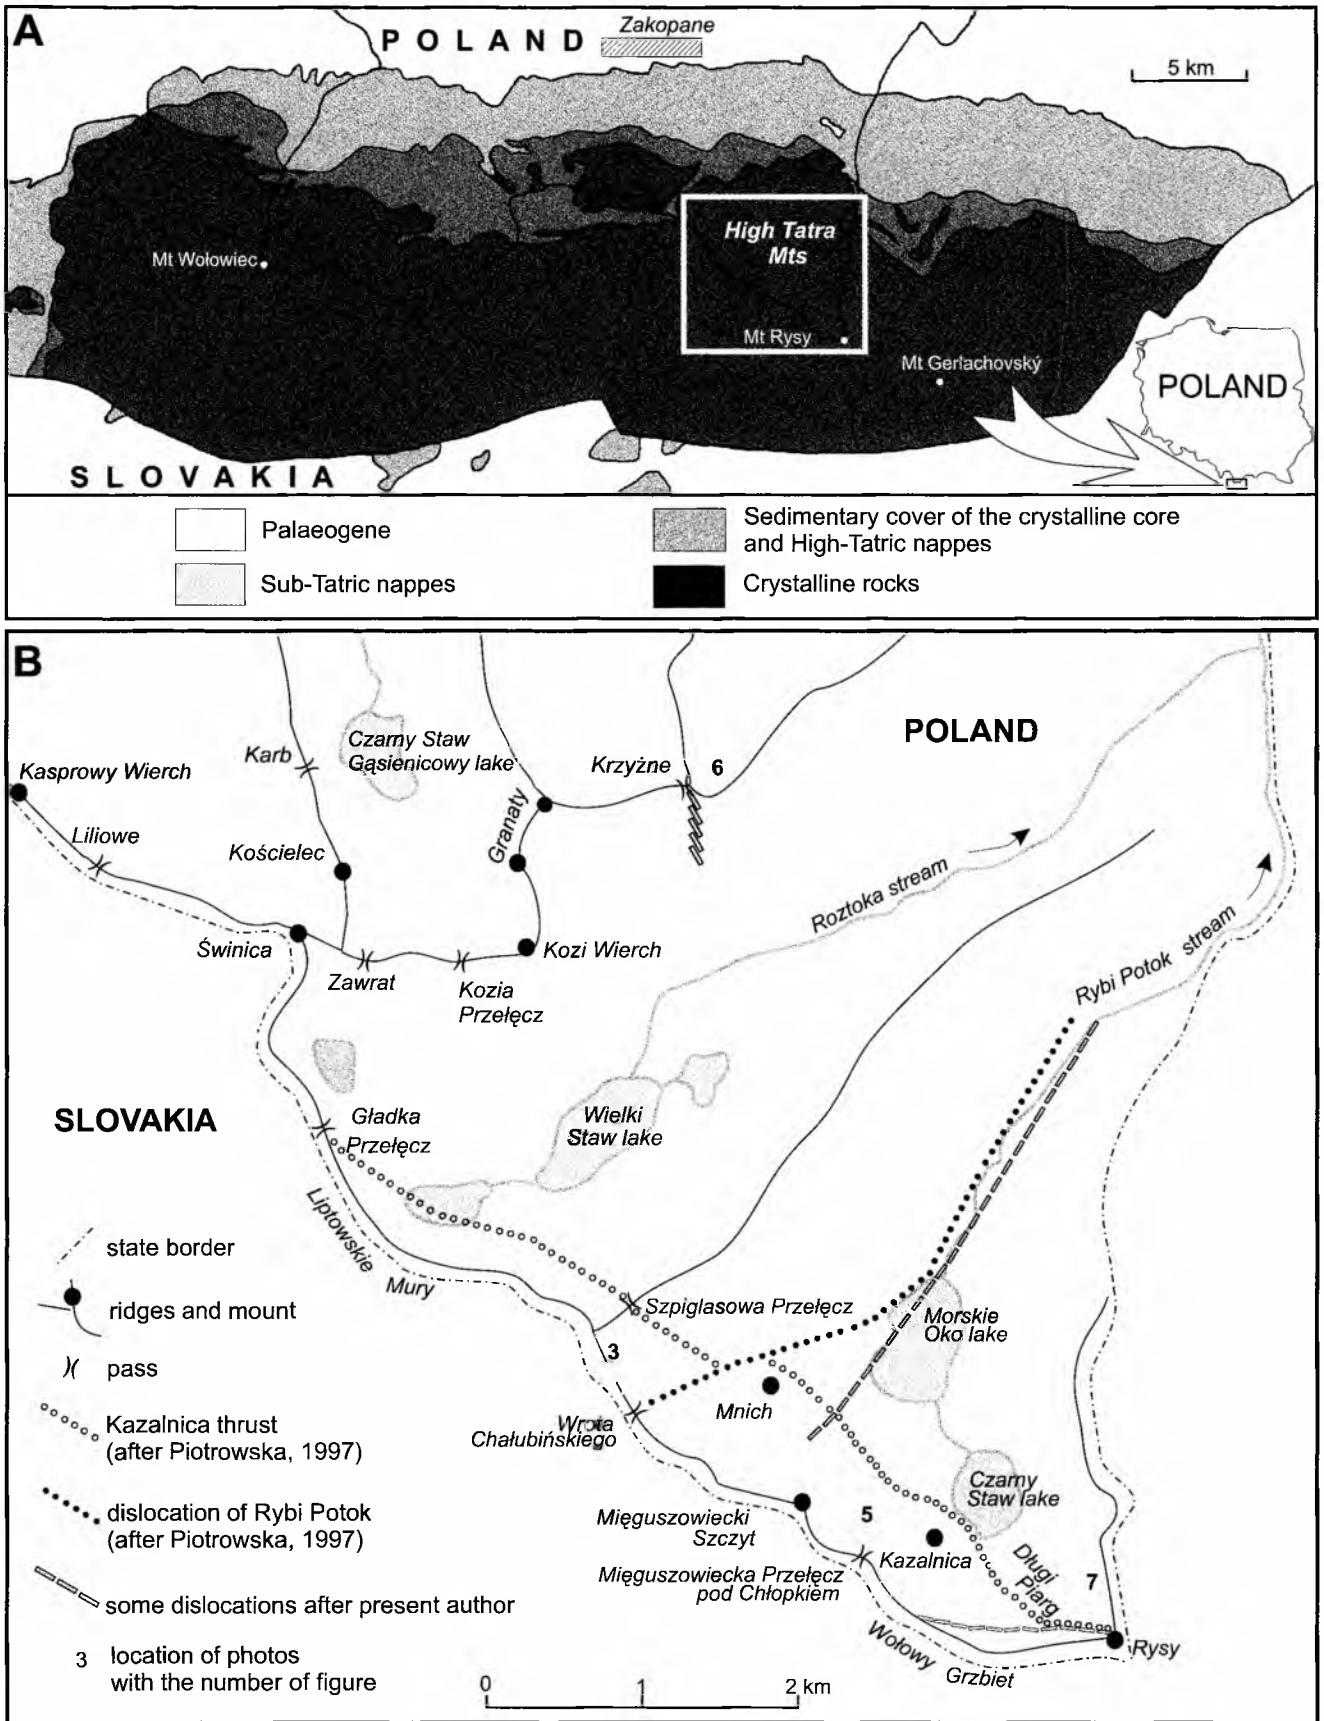 A
POLAND
Zakopane
5 km
High Tatra
Mts
Mt Wołowiec
Mt Rysy
Mt Gerlachovský
POLAND
SLOVAKIA
Palaeogene
Sedimentary cover of the crystalline core
and High-Tatric nappes
Sub-Tatric nappes
Crystalline rocks
B
POLAND
Czarny Staw
Gąsienicowy lake
Karb
Krzyżne
6
Kasprowy Wierch
Liliowe
Kościelec
Granaty
Roztoka stream
Świnica
Zawrat
Kozi Wierch
Kozia
Przełęcz
Rybi Potok stream
SLOVAKIA
Gładka
Przełęcz
Wielki
Staw lake
Liptowskie
Mury
state border
ridges and mount
Szpiglasowa Przełęcz
Morskie
Oko lake
3
pass
Mnich
Wrota
Chałubińskiego
Kazalnica thrust
(after Piotrowska, 1997)
Czarny
Staw lake
dislocation of Rybi Potok
(after Piotrowska, 1997)
Mięguszowiecki
Szczyt
5
Kazalnica
Długi
Piarg
7
Mięguszowiecka Przełęcz
pod Chłopkiem
some dislocations after present author
Wołowy
Grzbiet
Rysy
3 location of photos
with the number of figure
0 1 2 km